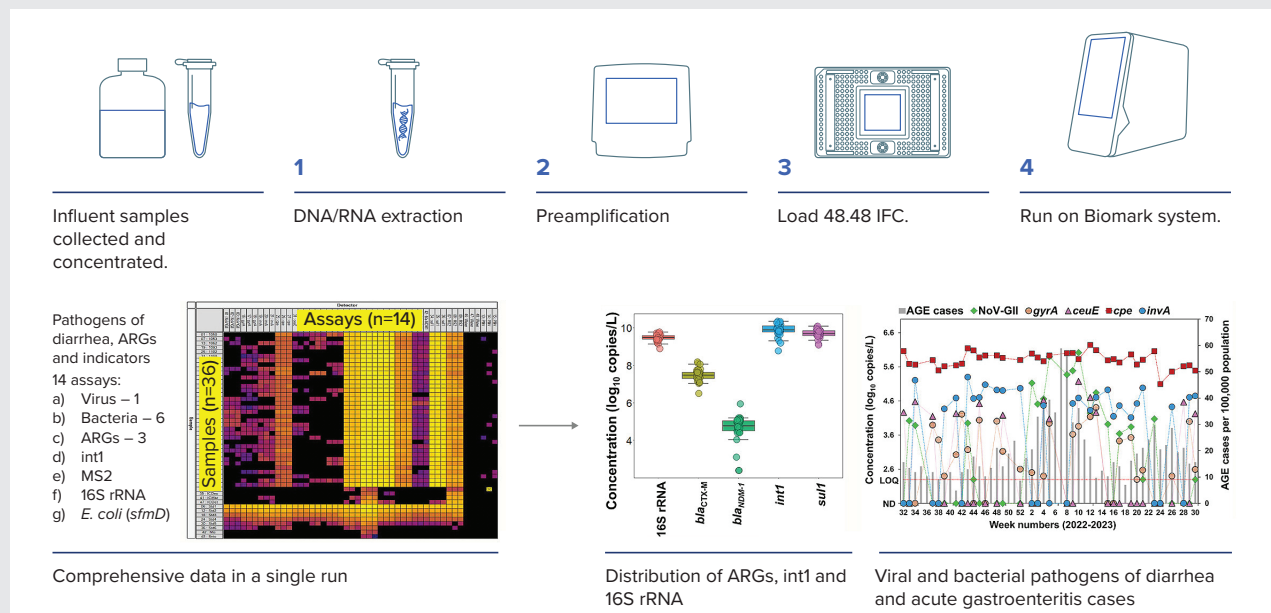 1
2
3
4
Influent samples
collected and
concentrated.
DNA/RNA extraction
Preamplification
Load 48.48 IFC.
Run on Biomark system.
Pathogens of
diarrhea, ARGs
and indicators
14 assays:
a) Virus – 1
b) Bacteria – 6
c) ARGs – 3
d) int1
e) MS2
f) 16S rRNA
g) E. coli (sfmD)
Assays (n=14)
Samples (n=36)
Concentration (log10 copies/L)
10
8
6
4
16S rRNA
blaCTX-M
blaNDM-1
int1
sul1
AGE cases NoV-GII gyrA ceuE cpe invA
Concentration (log10 copies/L)
6.6
5.6
4.6
3.6
2.6
LOQ
ND
70
60
50
40
30
20
10
0
AGE cases per 100,000 population
32 34 36 38 40 42 44 46 48 50 52 2 4 6 8 10 12 14 16 18 20 22 24 26 28 30
Week numbers (2022-2023)
Comprehensive data in a single run
Distribution of ARGs, int1 and
16S rRNA
Viral and bacterial pathogens of diarrhea
and acute gastroenteritis cases